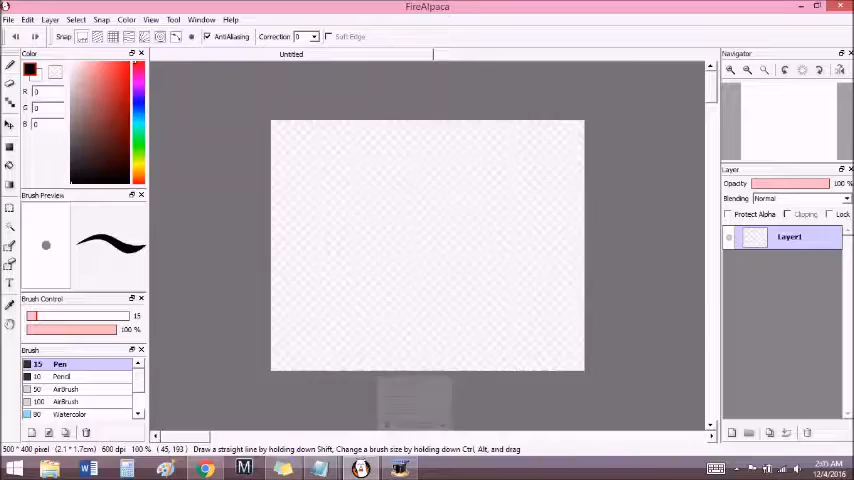 FireAlpaca
File Edit Layer Select Snap Color View Tool Window Help
Snap AntiAliasing Correction 0 Soft Edge
Color Untitled Navigator
R 0
G 0
B 0
Layer
Opacity 100 %
Brush Preview Blending Normal
Protect Alpha Clipping Lock
Layer1
Brush Control
15
100 %
Brush
15 Pen
10 Pencil
50 AirBrush
100 AirBrush
80 Watercolor
500 * 400 pixel (2.1 * 1.7cm) 600 dpi 100 % (45, 193) Draw a straight line by holding down Shift, Change a brush size by holding down Ctrl, Alt, and drag
2:05 AM
12/4/2016